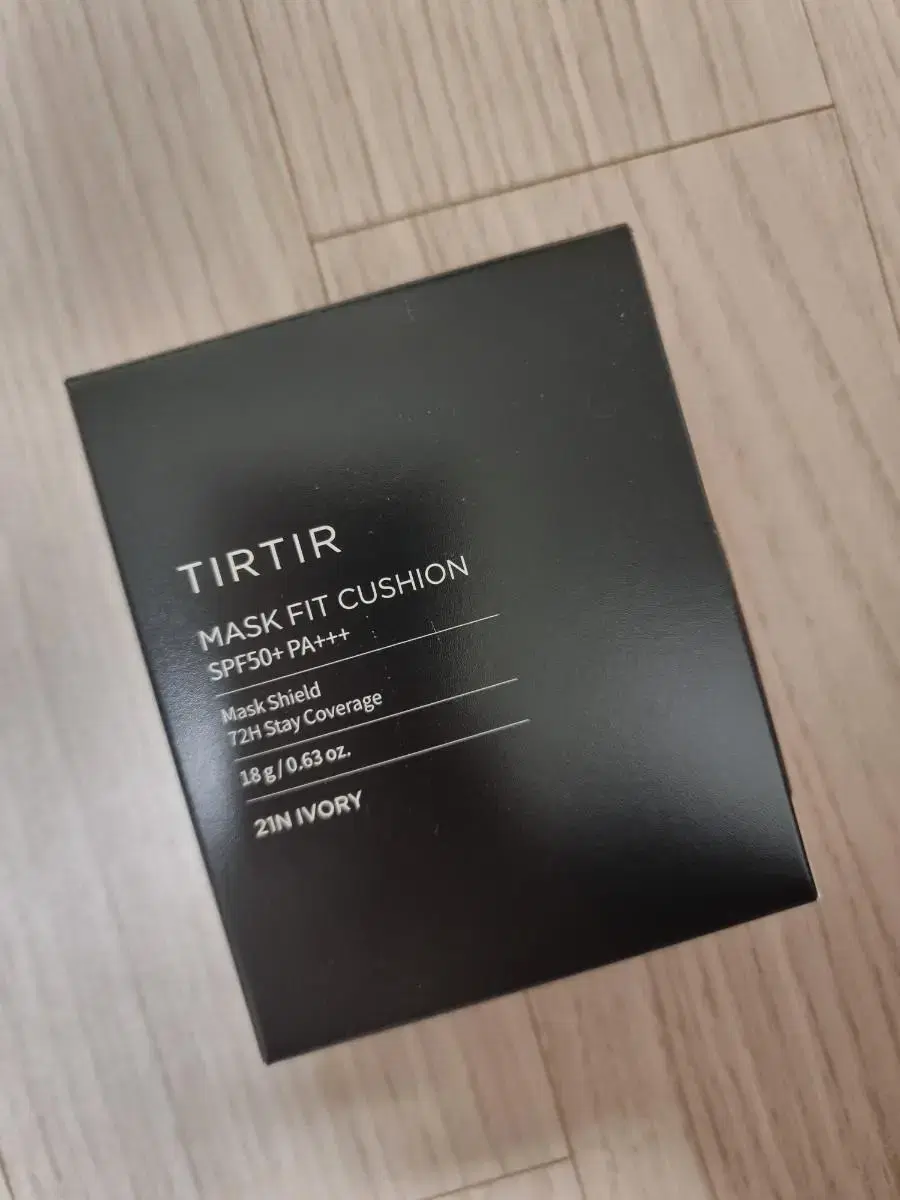 TIRTIR
MASK FIT CUSHION
SPF50+ PA+++
Mask Shield
72H Stay Coverage
18 g / 0.63 oz.
21N IVORY